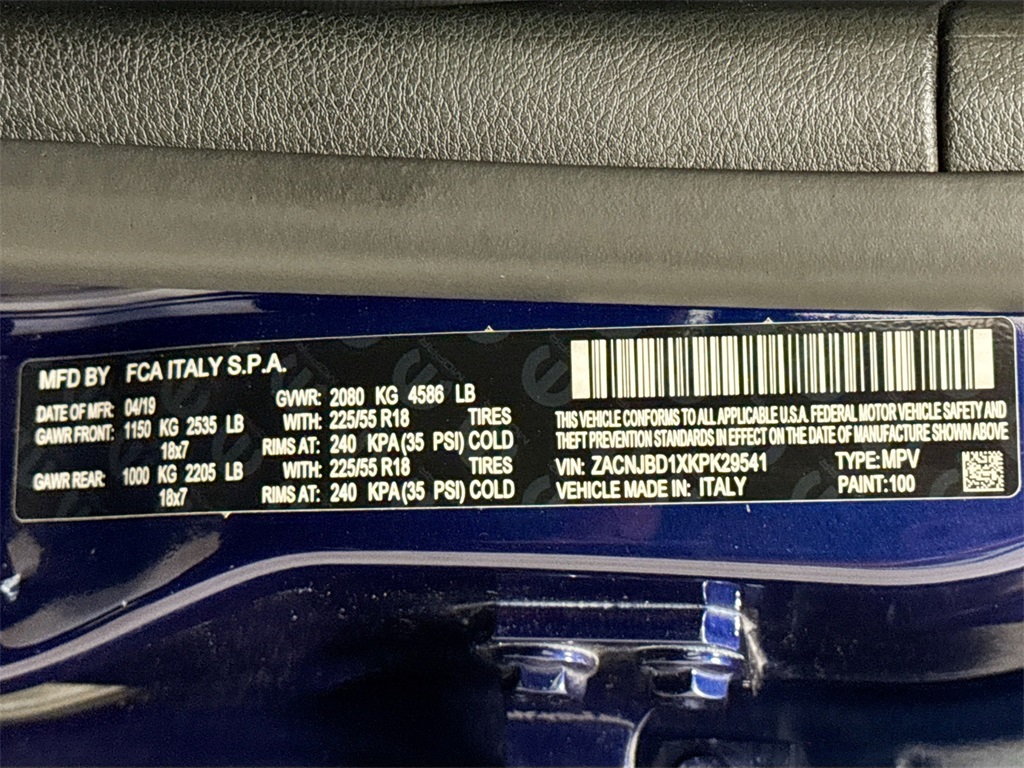 MFD BY FCA ITALY S.P.A.
DATE OF MFR: 04/19 GVWR: 2080 KG 4586 LB
GAWR FRONT: 1150 KG 2535 LB WITH: 225/55 R18 TIRES
18x7 RIMS AT: 240 KPA(35 PSI) COLD
GAWR REAR: 1000 KG 2205 LB WITH: 225/55 R18 TIRES
18x7 RIMS AT: 240 KPA(35 PSI) COLD
THIS VEHICLE CONFORMS TO ALL APPLICABLE U.S.A. FEDERAL MOTOR VEHICLE SAFETY AND
THEFT PREVENTION STANDARDS IN EFFECT ON THE DATE OF MANUFACTURE SHOWN ABOVE
VIN: ZACNJBD1XKPK29541 TYPE: MPV
VEHICLE MADE IN: ITALY PAINT: 100